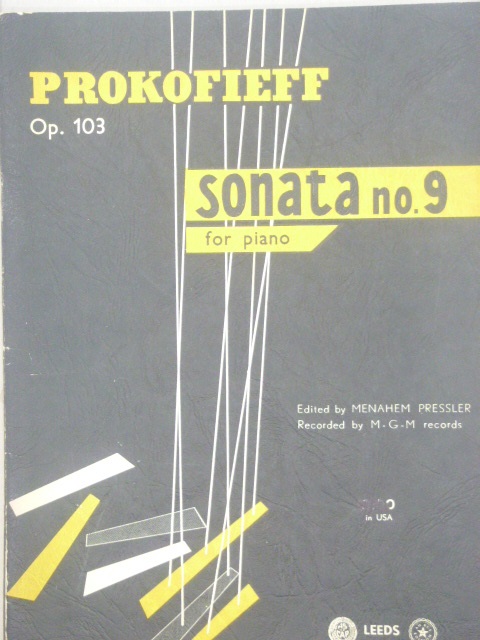 PROKOFIEFF
Op. 103
sonata no.9
for piano
Edited by MENAHEM PRESSLER
Recorded by M-G-M records
in USA
LEEDS